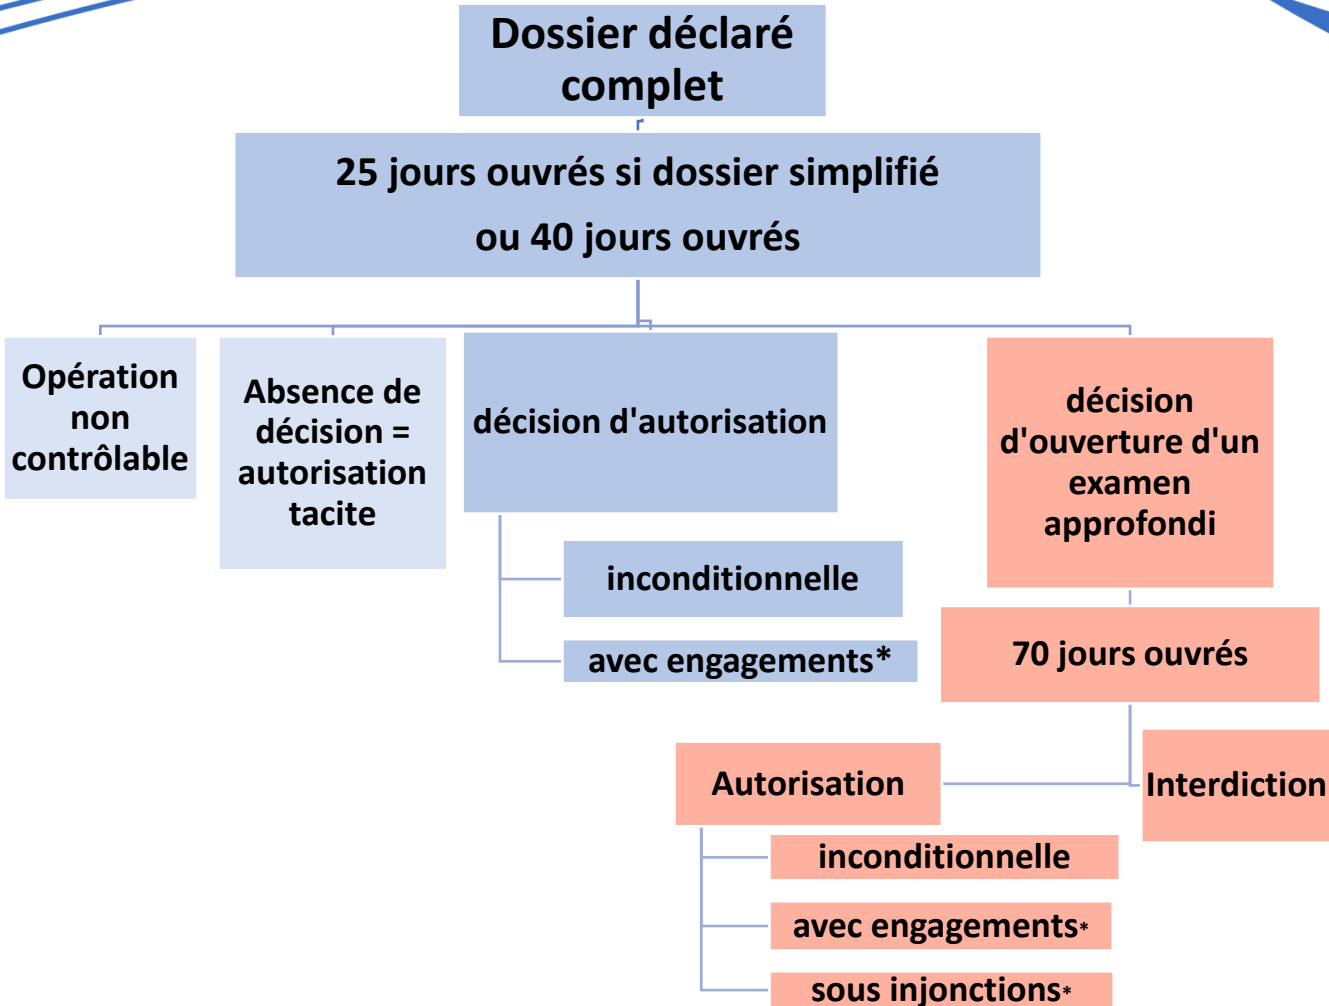 Dossier déclaré
complet
25 jours ouvrés si dossier simplifié
ou 40 jours ouvrés
Opération
non
contrôlable
Absence de
décision =
autorisation
tacite
décision d'autorisation
inconditionnelle
avec engagements*
décision
d'ouverture d'un
examen
approfondi
70 jours ouvrés
Autorisation
inconditionnelle
avec engagements*
sous injonctions*
Interdiction